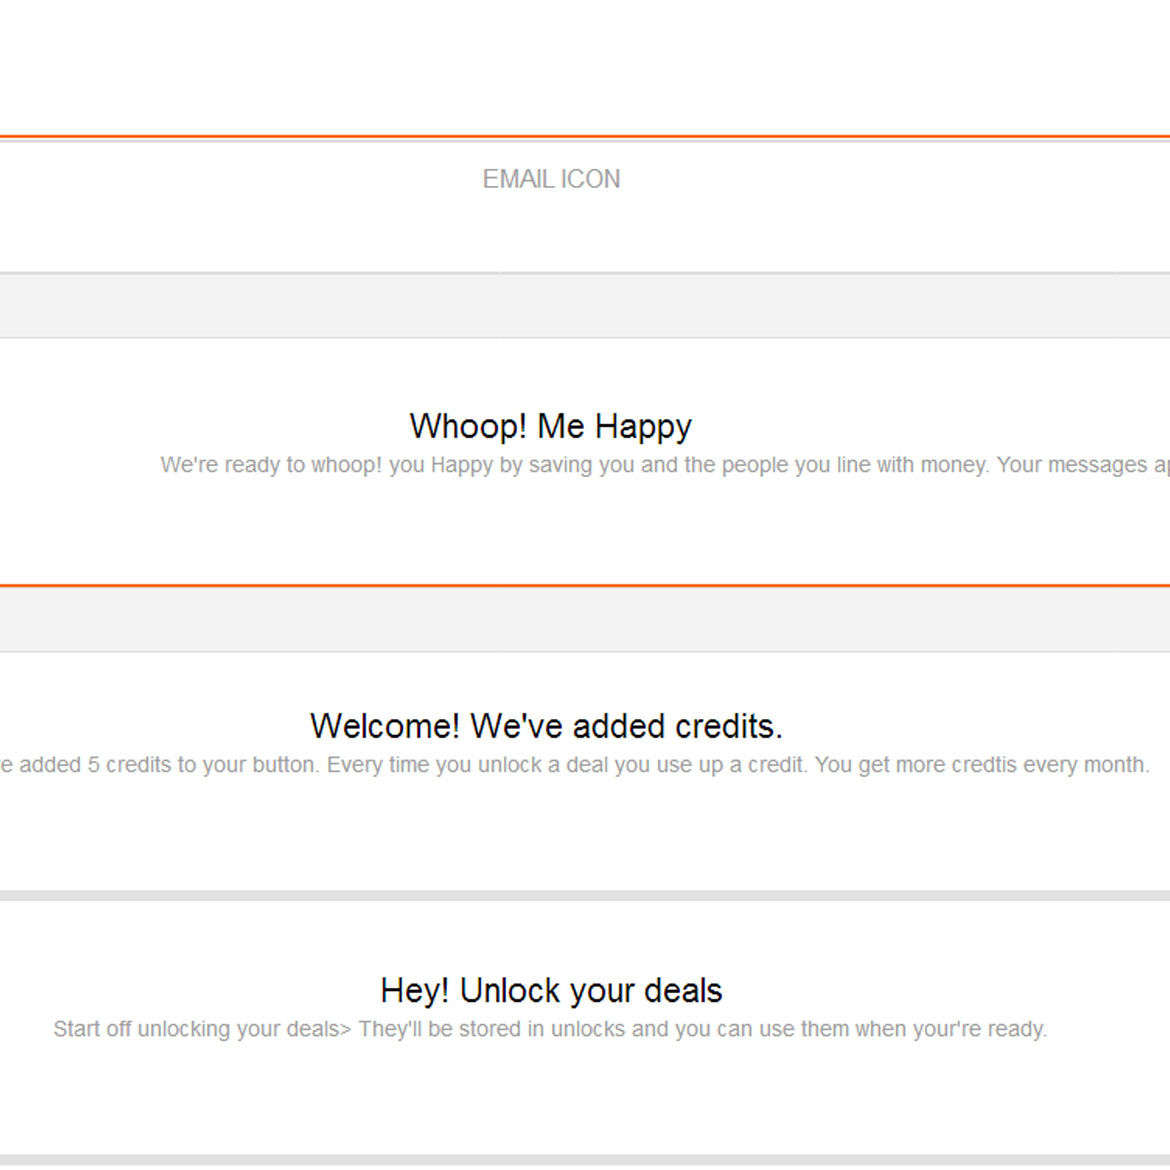 EMAIL ICON
Whoop! Me Happy
We're ready to whoop! you Happy by saving you and the people you line with money. Your messages
Welcome! We've added credits.
added 5 credits to your button. Every time you unlock a deal you use up a credit. You get more credtis every month.
Hey! Unlock your deals
Start off unlocking your deals> They'll be stored in unlocks and you can use them when your're ready.